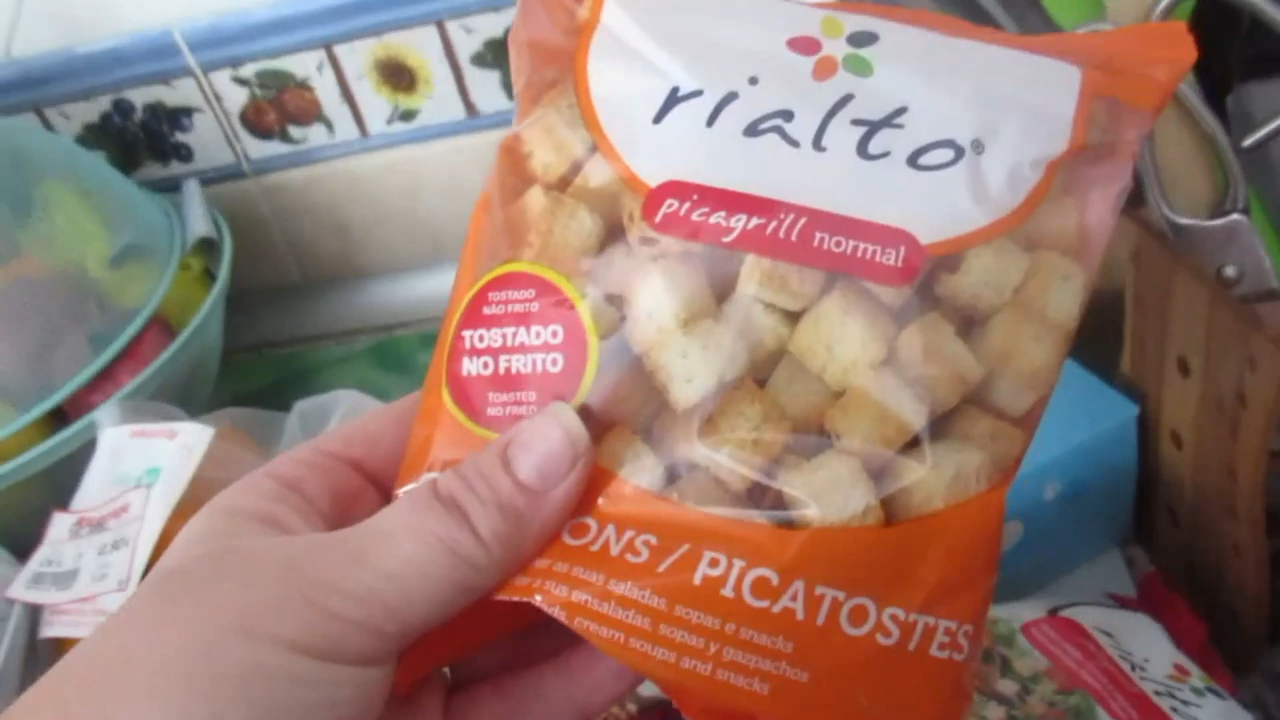 rialto®
picagrill normal
TOSTADO
NÃO FRITO
TOSTADO
NO FRITO
TOASTED
NO FRIED
ONS / PICATOSTES
as suas saladas, sopas e snacks
sus ensaladas, sopas y gazpachos
cream soups and snacks